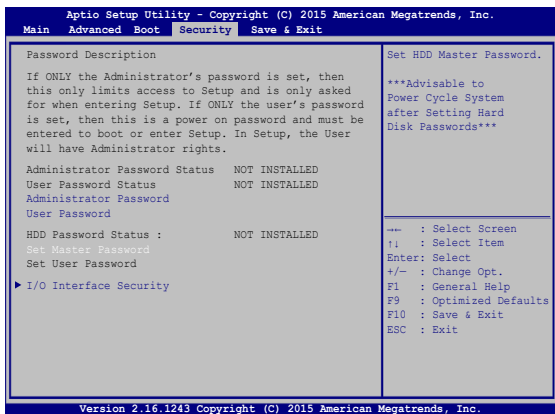 Aptio Setup Utility - Copyright (C) 2015 American Megatrends, Inc.
Main Advanced Boot Security Save & Exit
Password Description
If ONLY the Administrator's password is set, then
this only limits access to Setup and is only asked
for when entering Setup. If ONLY the user's password
is set, then this is a power on password and must be
entered to boot or enter Setup. In Setup, the User
will have Administrator rights.
Administrator Password Status NOT INSTALLED
User Password Status NOT INSTALLED
Administrator Password
User Password
HDD Password Status : NOT INSTALLED
Set Master Password
Set User Password
I/O Interface Security
Set HDD Master Password.
***Advisable to
Power Cycle System
after Setting Hard
Disk Passwords***
→← : Select Screen
↑↓ : Select Item
Enter: Select
+/— : Change Opt.
F1 : General Help
F9 : Optimized Defaults
F10 : Save & Exit
ESC : Exit
Version 2.16.1243 Copyright (C) 2015 American Megatrends, Inc.